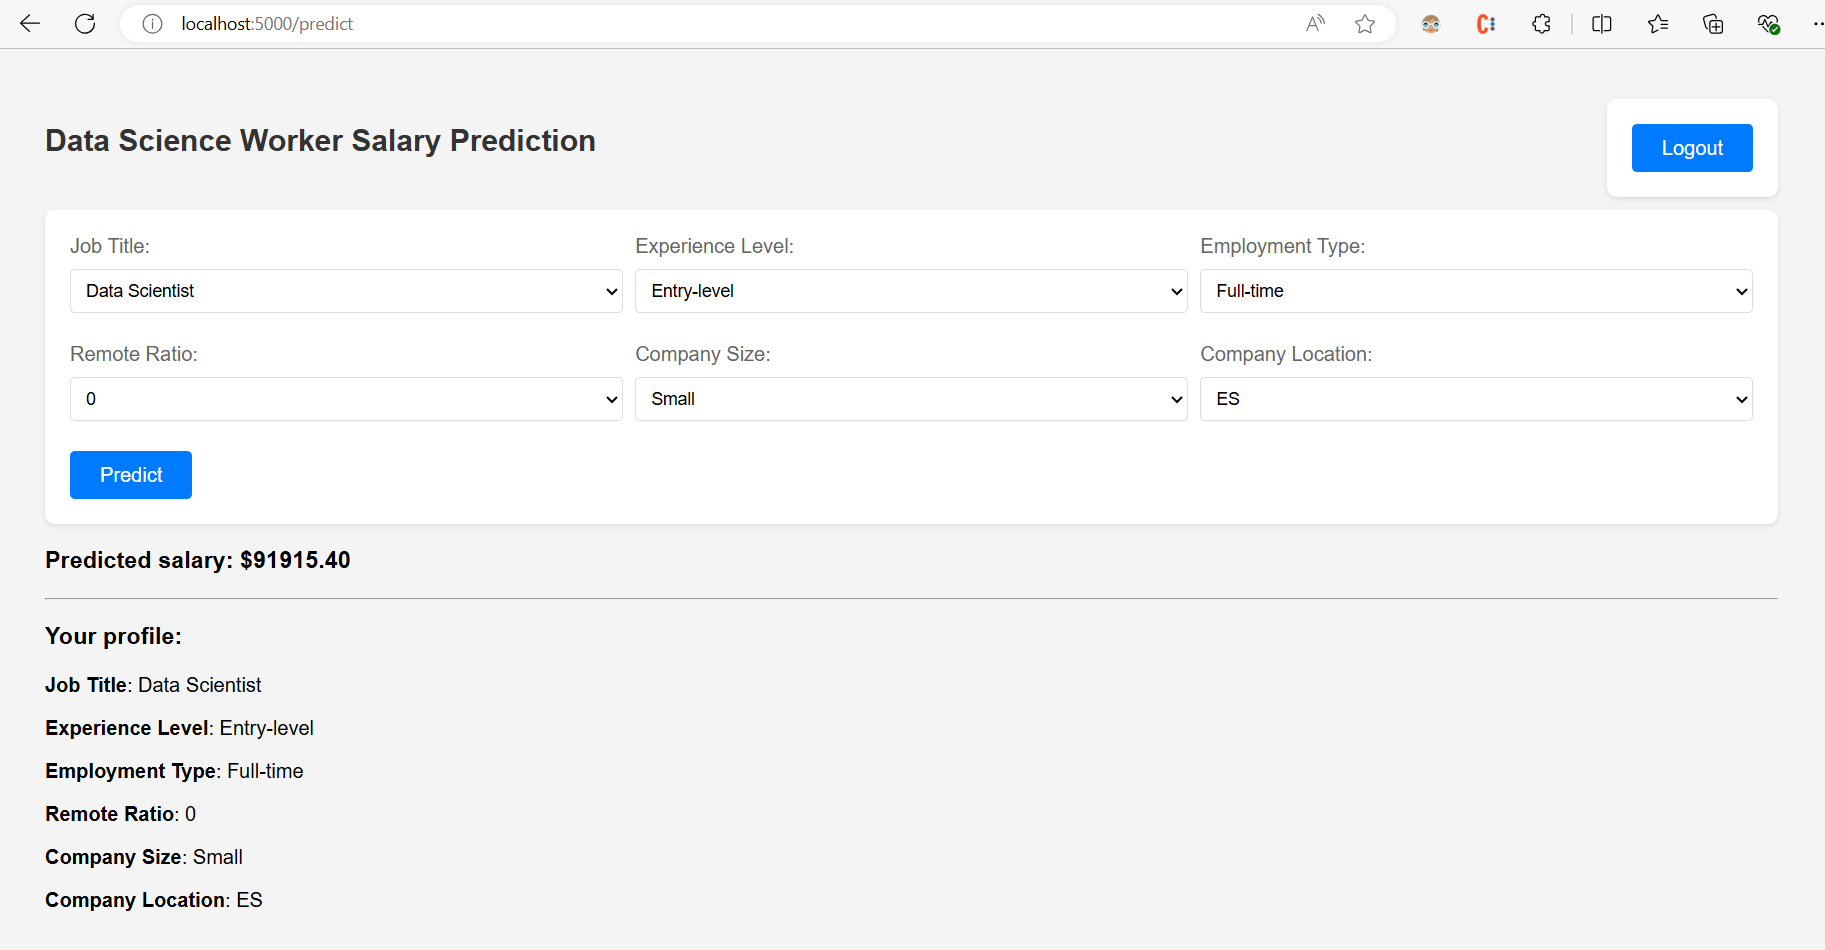 localhost:5000/predict
Data Science Worker Salary Prediction
Logout
Job Title: Experience Level: Employment Type:
Data Scientist Entry-level Full-time
Remote Ratio: Company Size: Company Location:
0 Small ES
Predict
Predicted salary: $91915.40
Your profile:
Job Title: Data Scientist
Experience Level: Entry-level
Employment Type: Full-time
Remote Ratio: 0
Company Size: Small
Company Location: ES